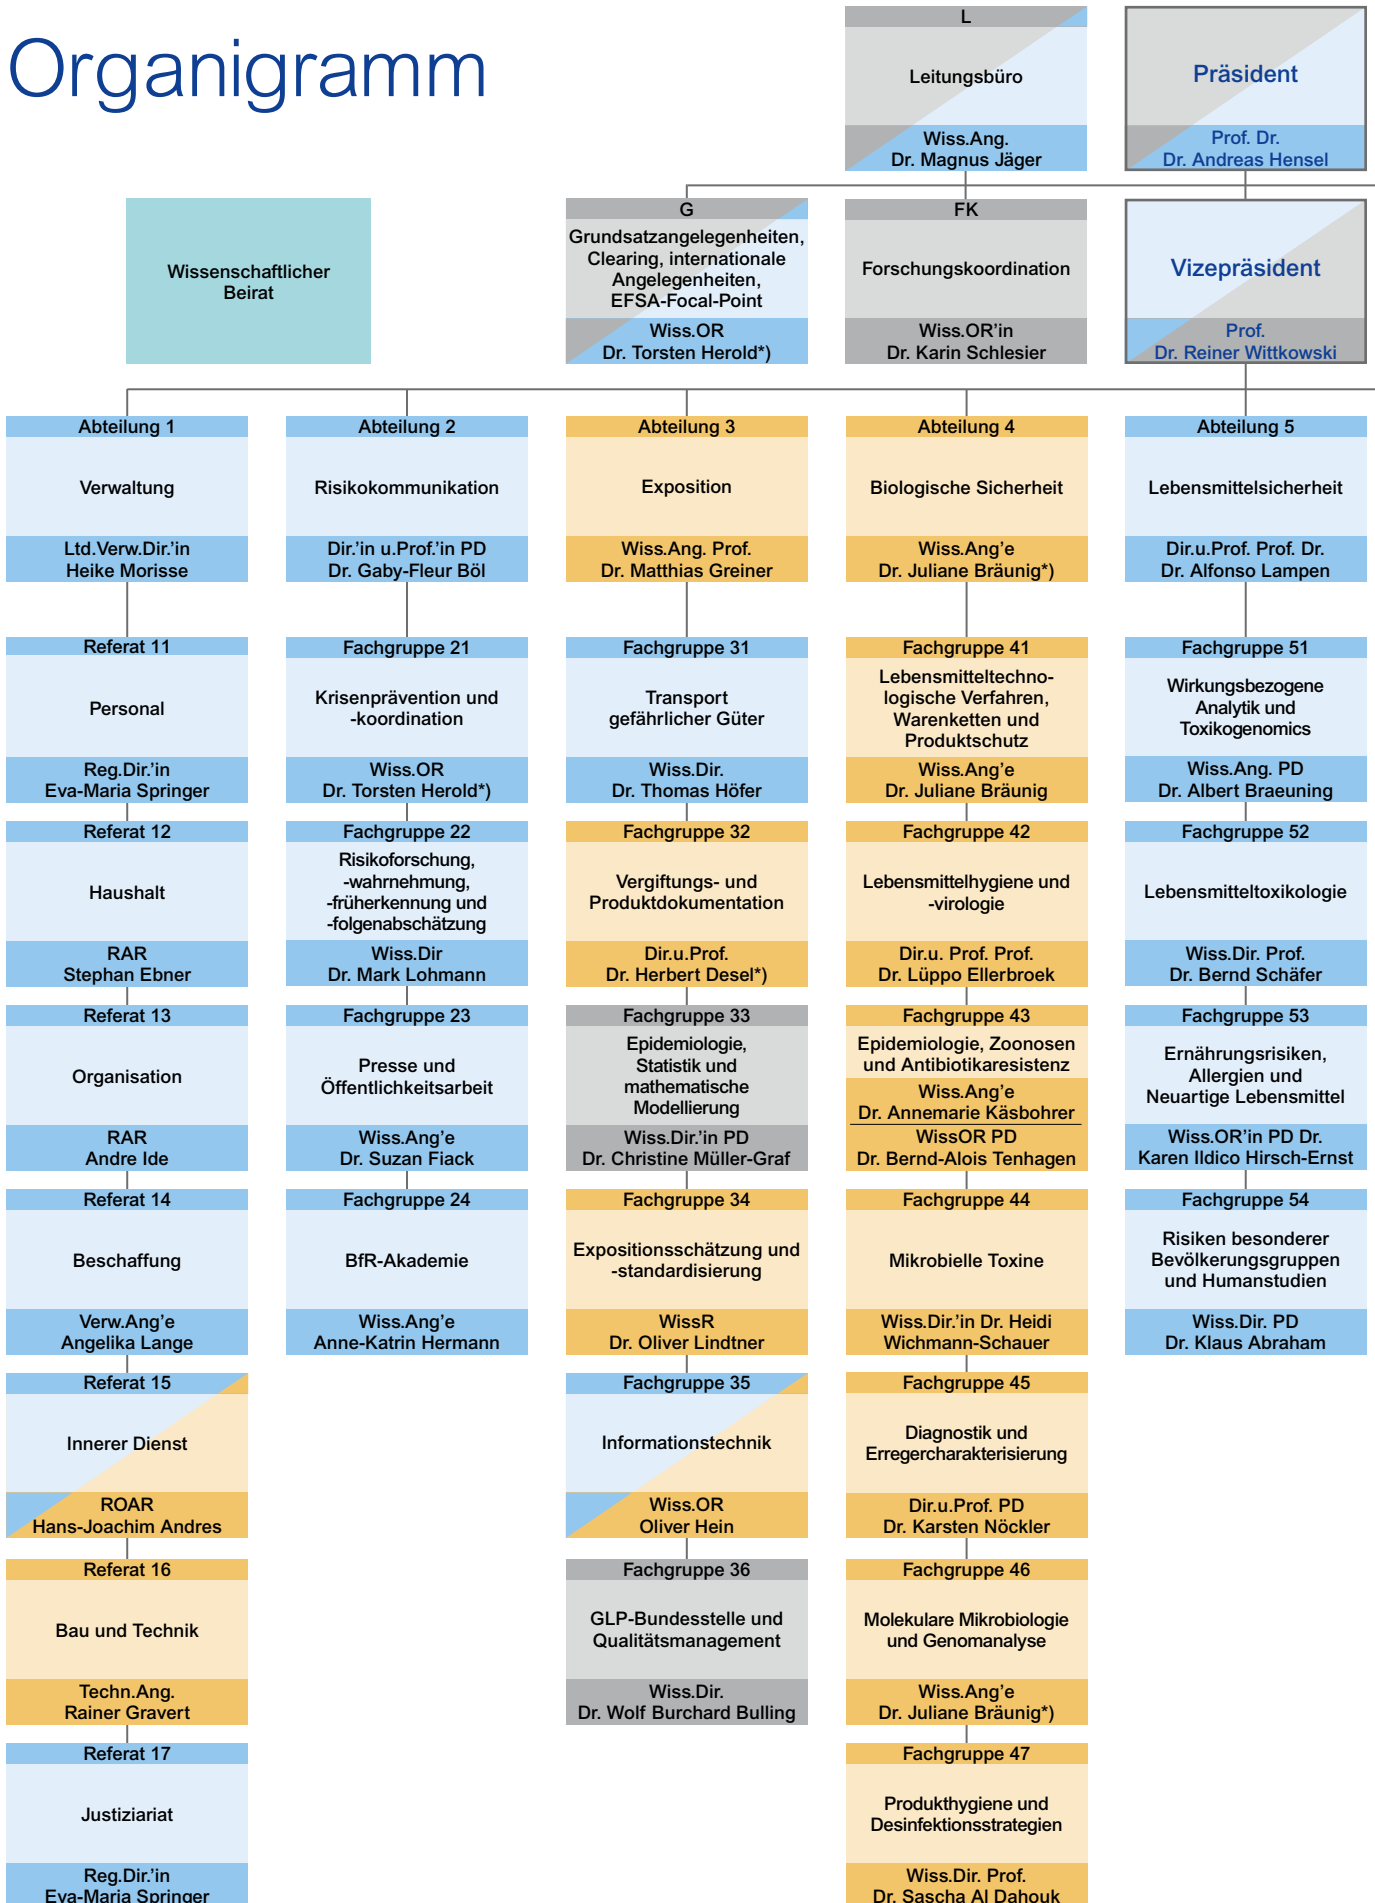 Organigramm
L
Leitungsbüro
Wiss.Ang.
Dr. Magnus Jäger
Präsident
Prof. Dr.
Dr. Andreas Hensel
Wissenschaftlicher
Beirat
G
Grundsatzangelegenheiten,
Clearing, internationale
Angelegenheiten,
EFSA-Focal-Point
Wiss.OR
Dr. Torsten Herold*)
FK
Forschungskoordination
Wiss.OR’in
Dr. Karin Schlesier
Vizepräsident
Prof.
Dr. Reiner Wittkowski
Abteilung 1
Verwaltung
Ltd.Verw.Dir.’in
Heike Morisse
Referat 11
Personal
Reg.Dir.’in
Eva-Maria Springer
Referat 12
Haushalt
RAR
Stephan Ebner
Referat 13
Organisation
RAR
Andre Ide
Referat 14
Beschaffung
Verw.Ang’e
Angelika Lange
Referat 15
Innerer Dienst
ROAR
Hans-Joachim Andres
Referat 16
Bau und Technik
Techn.Ang.
Rainer Gravert
Referat 17
Justiziariat
Reg.Dir.’in
Eva-Maria Springer
Abteilung 2
Risikokommunikation
Dir.’in u.Prof.’in PD
Dr. Gaby-Fleur Böl
Fachgruppe 21
Krisenprävention und
-koordination
Wiss.OR
Dr. Torsten Herold*)
Fachgruppe 22
Risikoforschung,
-wahrnehmung,
-früherkennung und
-folgenabschätzung
Wiss.Dir
Dr. Mark Lohmann
Fachgruppe 23
Presse und
Öffentlichkeitsarbeit
Wiss.Ang’e
Dr. Suzan Fiack
Fachgruppe 24
BfR-Akademie
Wiss.Ang’e
Anne-Katrin Hermann
Abteilung 3
Exposition
Wiss.Ang. Prof.
Dr. Matthias Greiner
Fachgruppe 31
Transport
gefährlicher Güter
Wiss.Dir.
Dr. Thomas Höfer
Fachgruppe 32
Vergiftungs- und
Produktdokumentation
Dir.u.Prof.
Dr. Herbert Desel*)
Fachgruppe 33
Epidemiologie,
Statistik und
mathematische
Modellierung
Wiss.Dir.’in PD
Dr. Christine Müller-Graf
Fachgruppe 34
Expositionsschätzung und
-standardisierung
WissR
Dr. Oliver Lindtner
Fachgruppe 35
Informationstechnik
Wiss.OR
Oliver Hein
Fachgruppe 36
GLP-Bundesstelle und
Qualitätsmanagement
Wiss.Dir.
Dr. Wolf Burchard Bulling
Abteilung 4
Biologische Sicherheit
Wiss.Ang’e
Dr. Juliane Bräunig*)
Fachgruppe 41
Lebensmitteltechno-
logische Verfahren,
Warenketten und
Produktschutz
Wiss.Ang’e
Dr. Juliane Bräunig
Fachgruppe 42
Lebensmittelhygiene und
-virologie
Dir.u. Prof. Prof.
Dr. Lüppo Ellerbroek
Fachgruppe 43
Epidemiologie, Zoonosen
und Antibiotikaresistenz
Wiss.Ang’e
Dr. Annemarie Käsbohrer
WissOR PD
Dr. Bernd-Alois Tenhagen
Fachgruppe 44
Mikrobielle Toxine
Wiss.Dir.’in Dr. Heidi
Wichmann-Schauer
Fachgruppe 45
Diagnostik und
Erregercharakterisierung
Dir.u.Prof. PD
Dr. Karsten Nöckler
Fachgruppe 46
Molekulare Mikrobiologie
und Genomanalyse
Wiss.Ang’e
Dr. Juliane Bräunig*)
Fachgruppe 47
Produkthygiene und
Desinfektionsstrategien
Wiss.Dir. Prof.
Dr. Sascha Al Dahouk
Abteilung 5
Lebensmittelsicherheit
Dir.u.Prof. Prof. Dr.
Dr. Alfonso Lampen
Fachgruppe 51
Wirkungsbezogene
Analytik und
Toxikogenomics
Wiss.Ang. PD
Dr. Albert Braeuning
Fachgruppe 52
Lebensmitteltoxikologie
Wiss.Dir. Prof.
Dr. Bernd Schäfer
Fachgruppe 53
Ernährungsrisiken,
Allergien und
Neuartige Lebensmittel
Wiss.OR’in PD Dr.
Karen Ildico Hirsch-Ernst
Fachgruppe 54
Risiken besonderer
Bevölkerungsgruppen
und Humanstudien
Wiss.Dir. PD
Dr. Klaus Abraham